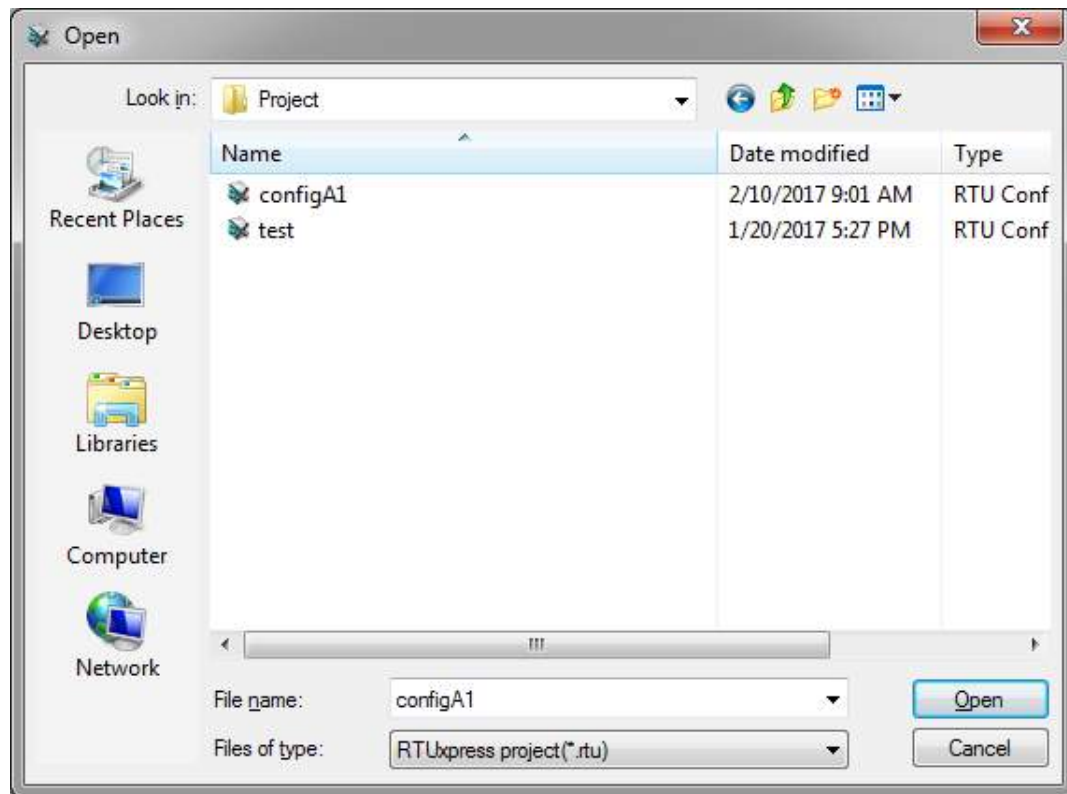 Open
Look in: Project
Name Date modified Type
configA1 2/10/2017 9:01 AM RTU Conf
test 1/20/2017 5:27 PM RTU Conf
Recent Places
Desktop
Libraries
Computer
Network
File name: configA1 Open
Files of type: RTUxpress project(*.rtu) Cancel